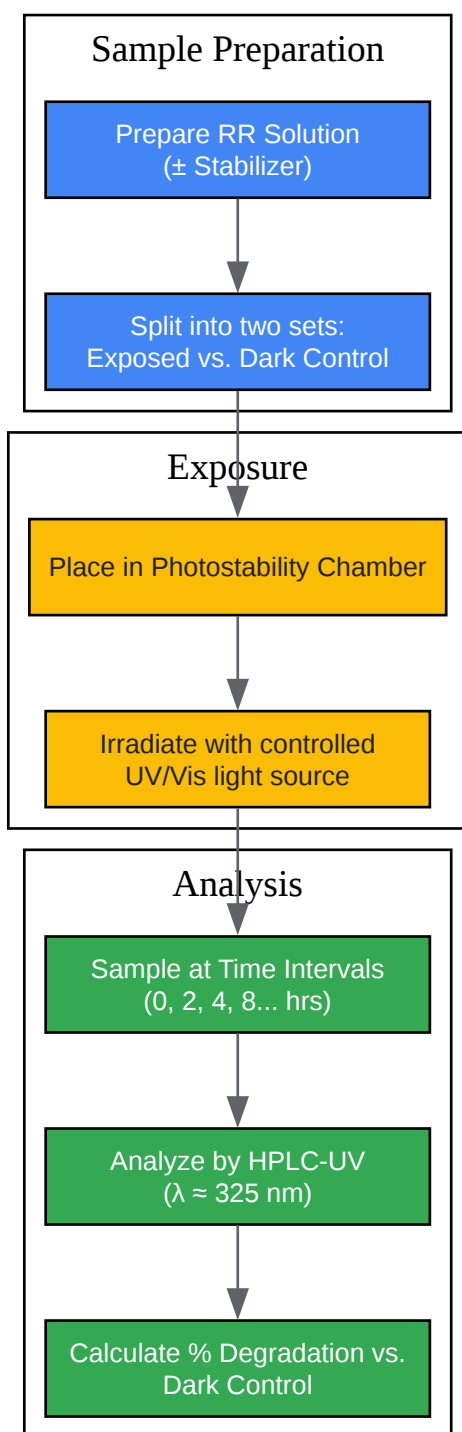 Sample Preparation
Prepare RR Solution
(± Stabilizer)
Split into two sets:
Exposed vs. Dark Control
Exposure
Place in Photostability Chamber
Irradiate with controlled
UV/Vis light source
Analysis
Sample at Time Intervals
(0, 2, 4, 8... hrs)
Analyze by HPLC-UV
(λ ≈ 325 nm)
Calculate % Degradation vs.
Dark Control